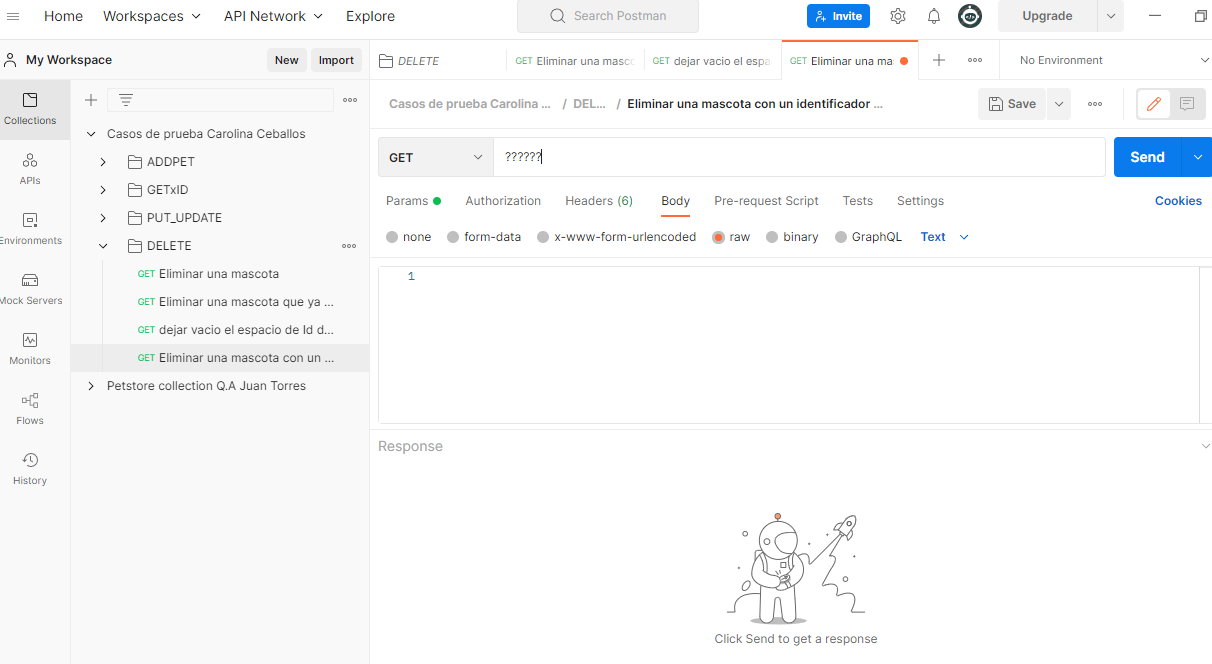 Home Workspaces API Network Explore Search Postman Invite Upgrade
My Workspace New Import
DELETE GET Eliminar una masco GET dejar vacio el espa GET Eliminar una ma No Environment
Casos de prueba Carolina ... / DEL... / Eliminar una mascota con un identificador ... Save
Collections
APIs
Environments
Mock Servers
Monitors
Flows
History
Casos de prueba Carolina Ceballos
ADDPET
GETxID
PUT_UPDATE
DELETE
GET Eliminar una mascota
GET Eliminar una mascota que ya ...
GET dejar vacio el espacio de Id d...
GET Eliminar una mascota con un ...
Petstore collection Q.A Juan Torres
GET ?????? Send
Params Authorization Headers (6) Body Pre-request Script Tests Settings Cookies
none form-data x-www-form-urlencoded raw binary GraphQL Text
1
Response
Click Send to get a response